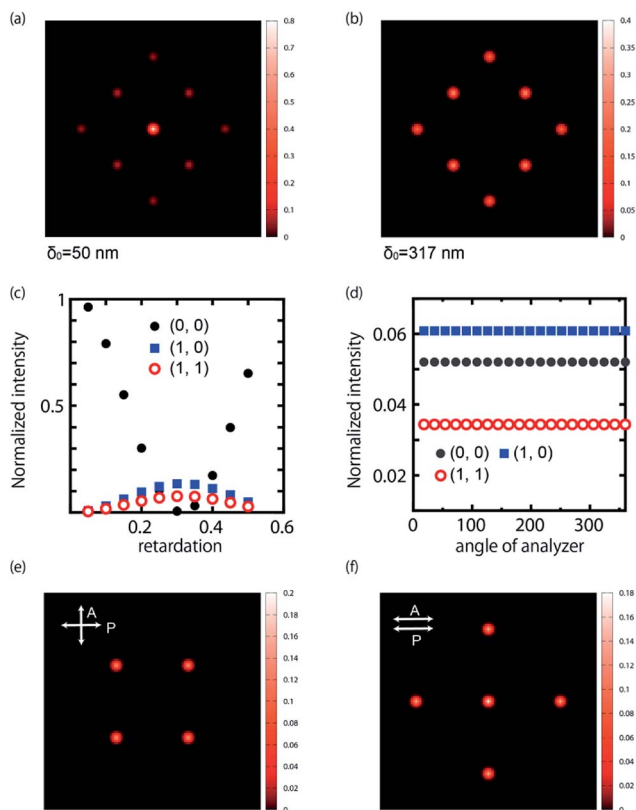 (a)
0.8
0.7
0.6
0.5
0.4
0.3
0.2
0.1
0
δ₀=50 nm
(b)
0.4
0.35
0.3
0.25
0.2
0.15
0.1
0.05
0
δ₀=317 nm
(c)
Normalized intensity
1
0.5
(0, 0)
(1, 0)
(1, 1)
0.2
0.4
0.6
retardation
(d)
Normalized intensity
0.06
0.04
0.02
(0, 0) (1, 0)
(1, 1)
0 100 200 300
angle of analyzer
(e)
A
P
0.2
0.18
0.16
0.14
0.12
0.1
0.08
0.06
0.04
0.02
0
(f)
A
P
0.18
0.16
0.14
0.12
0.1
0.08
0.06
0.04
0.02
0